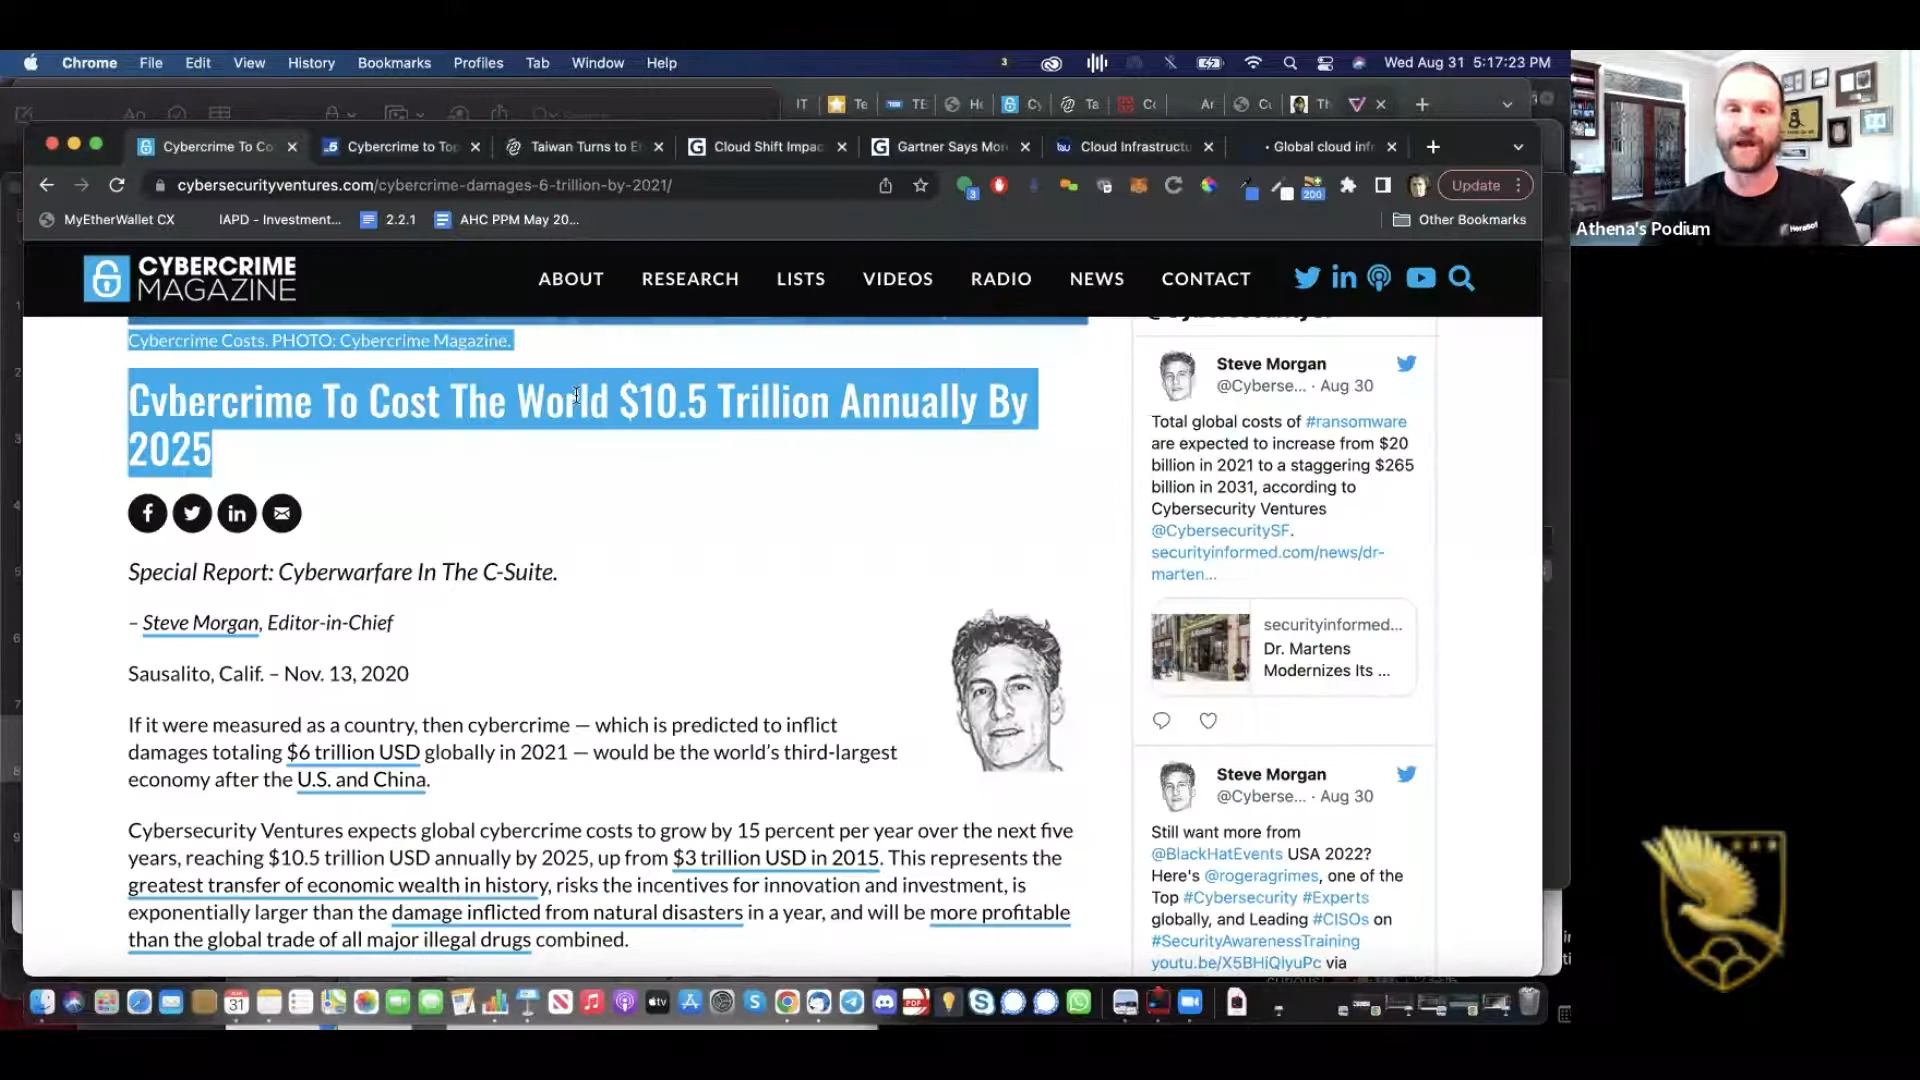 Chrome File Edit View History Bookmarks Profiles Tab Window Help 3 Wed Aug 31 5:17:23 PM
IT Te TE Cy Ta Ar Th
Cybercrime To Co Cybercrime to Top Taiwan Turns to E Cloud Shift Impac Gartner Says Mor Cloud Infrastructu Global cloud infr
cybersecurityventures.com/cybercrime-damages-6-trillion-by-2021/ 3 200 Update
MyEtherWallet CX IAPD - Investment... 2.2.1 AHC PPM May 20... Other Bookmarks
Athena's Podium
CYBERCRIME
MAGAZINE
ABOUT RESEARCH LISTS VIDEOS RADIO NEWS CONTACT
Cybercrime Costs. PHOTO: Cybercrime Magazine.
Cybercrime To Cost The World $10.5 Trillion Annually By
2025
Special Report: Cyberwarfare In The C-Suite.
– Steve Morgan, Editor-in-Chief
Sausalito, Calif. – Nov. 13, 2020
If it were measured as a country, then cybercrime — which is predicted to inflict
damages totaling $6 trillion USD globally in 2021 — would be the world's third-largest
economy after the U.S. and China.
Cybersecurity Ventures expects global cybercrime costs to grow by 15 percent per year over the next five
years, reaching $10.5 trillion USD annually by 2025, up from $3 trillion USD in 2015. This represents the
greatest transfer of economic wealth in history, risks the incentives for innovation and investment, is
exponentially larger than the damage inflicted from natural disasters in a year, and will be more profitable
than the global trade of all major illegal drugs combined.
Steve Morgan
@Cyberse... · Aug 30
Total global costs of #ransomware
are expected to increase from $20
billion in 2021 to a staggering $265
billion in 2031, according to
Cybersecurity Ventures
@CybersecuritySF.
securityinformed.com/news/dr-
marten...
securityinformed...
Dr. Martens
Modernizes Its ...
Steve Morgan
@Cyberse... · Aug 30
Still want more from
@BlackHatEvents USA 2022?
Here's @rogeragrimes, one of the
Top #Cybersecurity #Experts
globally, and Leading #CISOs on
#SecurityAwarenessTraining
youtu.be/X5BHiQlyuPc via